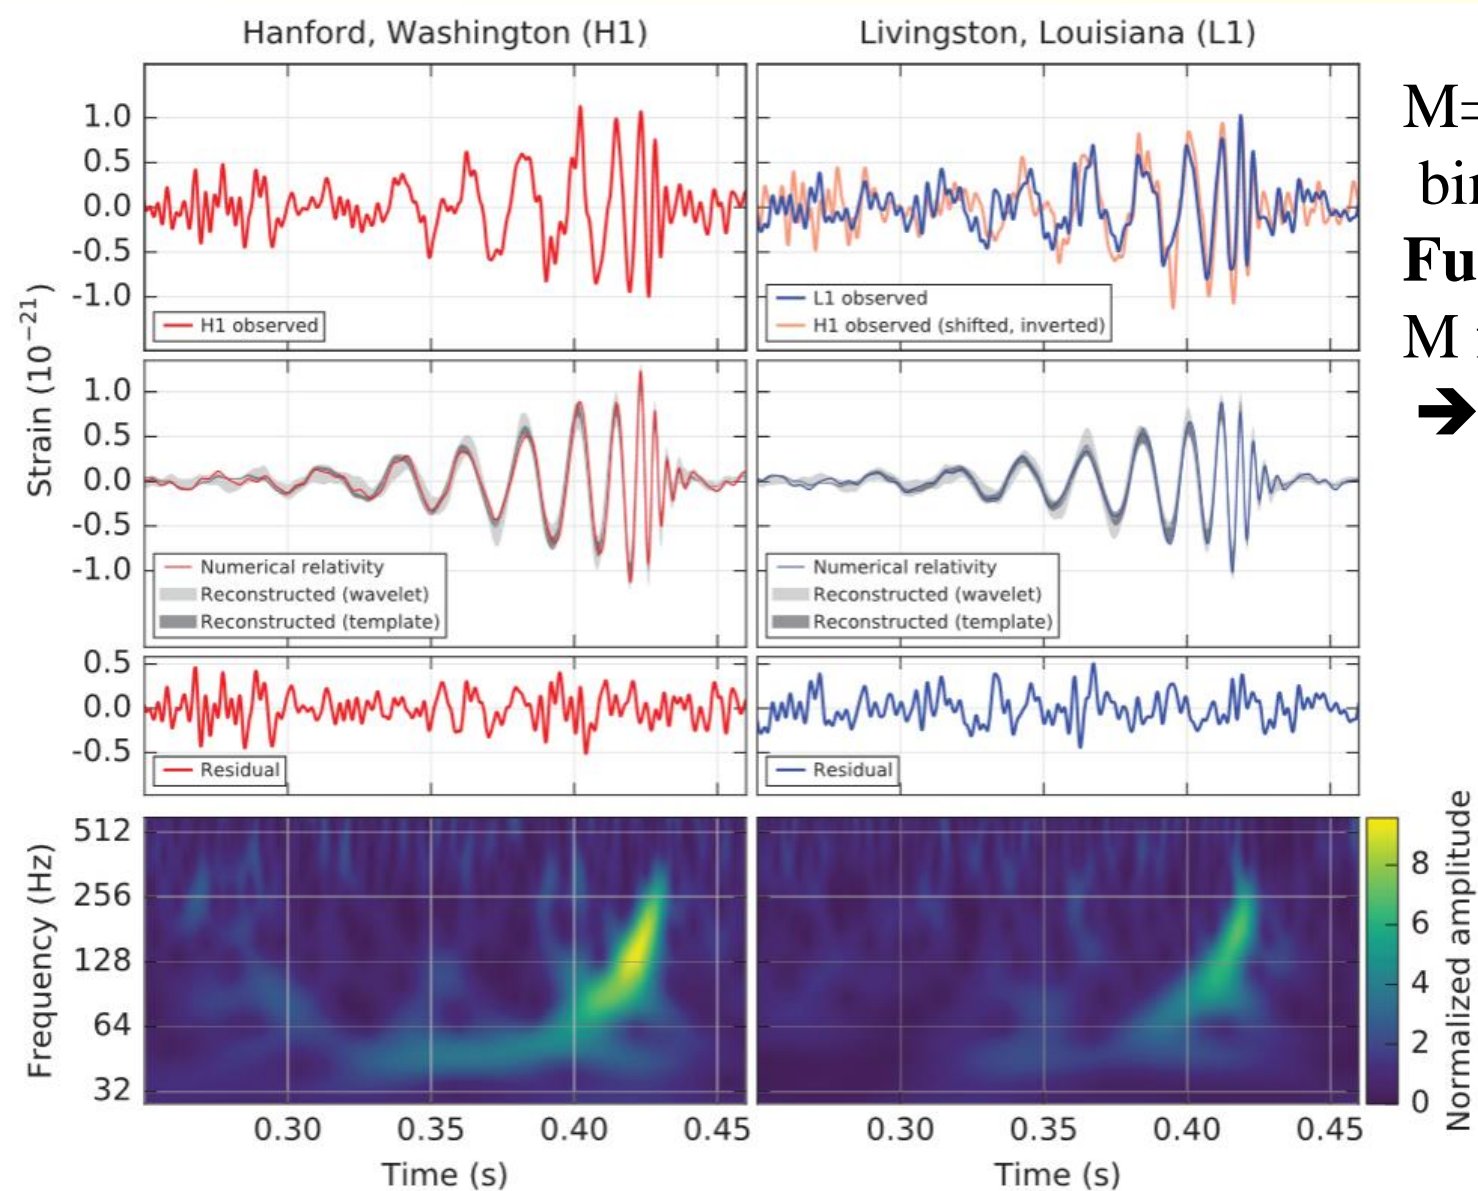 Hanford, Washington (H1)
Livingston, Louisiana (L1)
Strain (10⁻²¹)
1.0
0.5
0.0
-0.5
-1.0
H1 observed
L1 observed
H1 observed (shifted, inverted)
1.0
0.5
0.0
-0.5
-1.0
Numerical relativity
Reconstructed (wavelet)
Reconstructed (template)
Numerical relativity
Reconstructed (wavelet)
Reconstructed (template)
0.5
0.0
-0.5
Residual
Residual
Frequency (Hz)
512
256
128
64
32
0.30 0.35 0.40 0.45
Time (s)
0.30 0.35 0.40 0.45
Time (s)
8
6
4
2
0
Normalized amplitude
M=
bin
Fu
M
➔